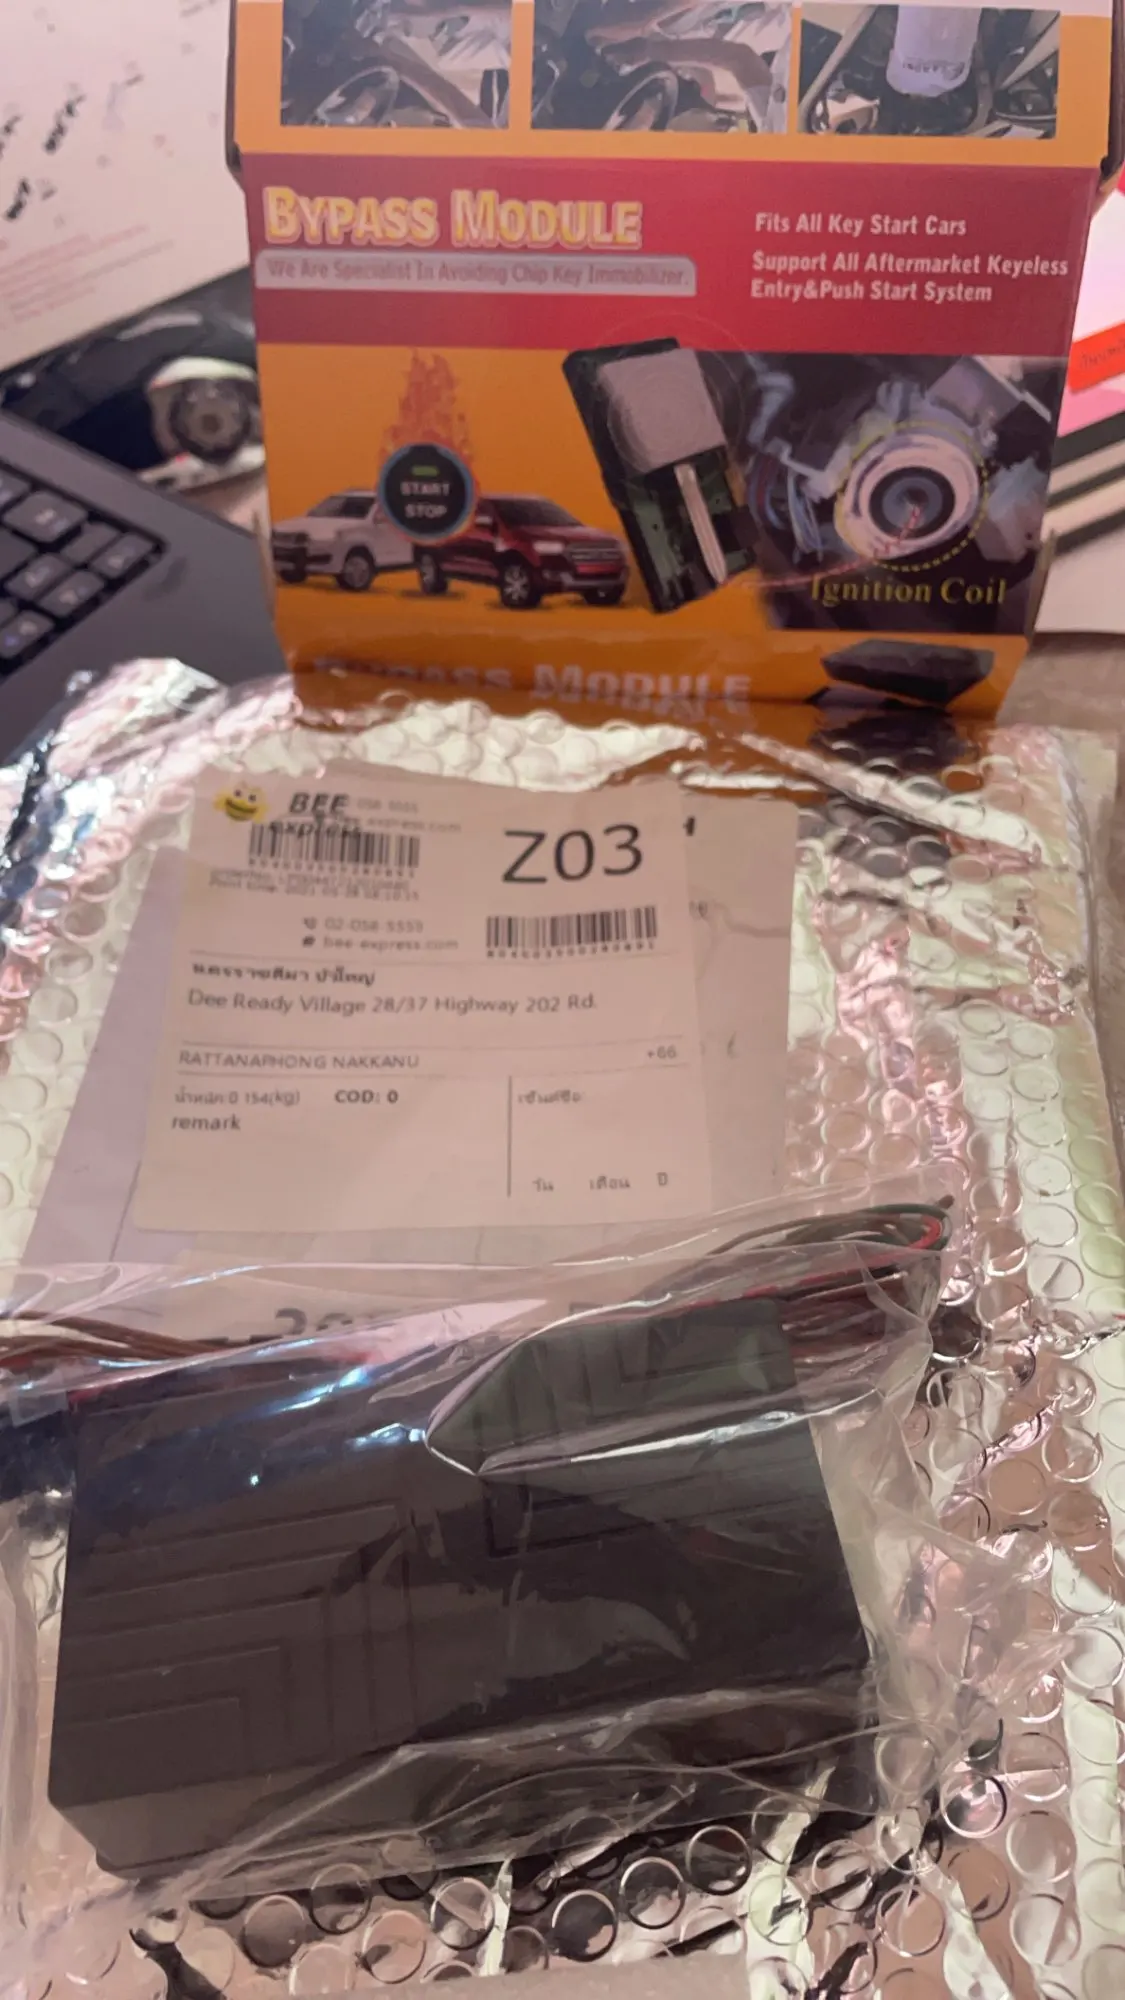 BYPASS MODULE
We Are Specialist In Avoiding Chip Key Immobilizer.
Fits All Key Start Cars
Support All Aftermarket Keyeless
Entry&Push Start System
START
STOP
Ignition Coil
BYPASS MODULE
BEE
express
Z03
02-058-5555
bee-express.com
นครราชสีมา ป่าใหญ่
Dee Ready Village 28/37 Highway 202 Rd.
RATTANAPHONG NAKKANU
+66
น้ำหนัก: 0.154(kg)
COD: 0
เซ็นต์ชื่อ:
remark
วัน เดือน ปี